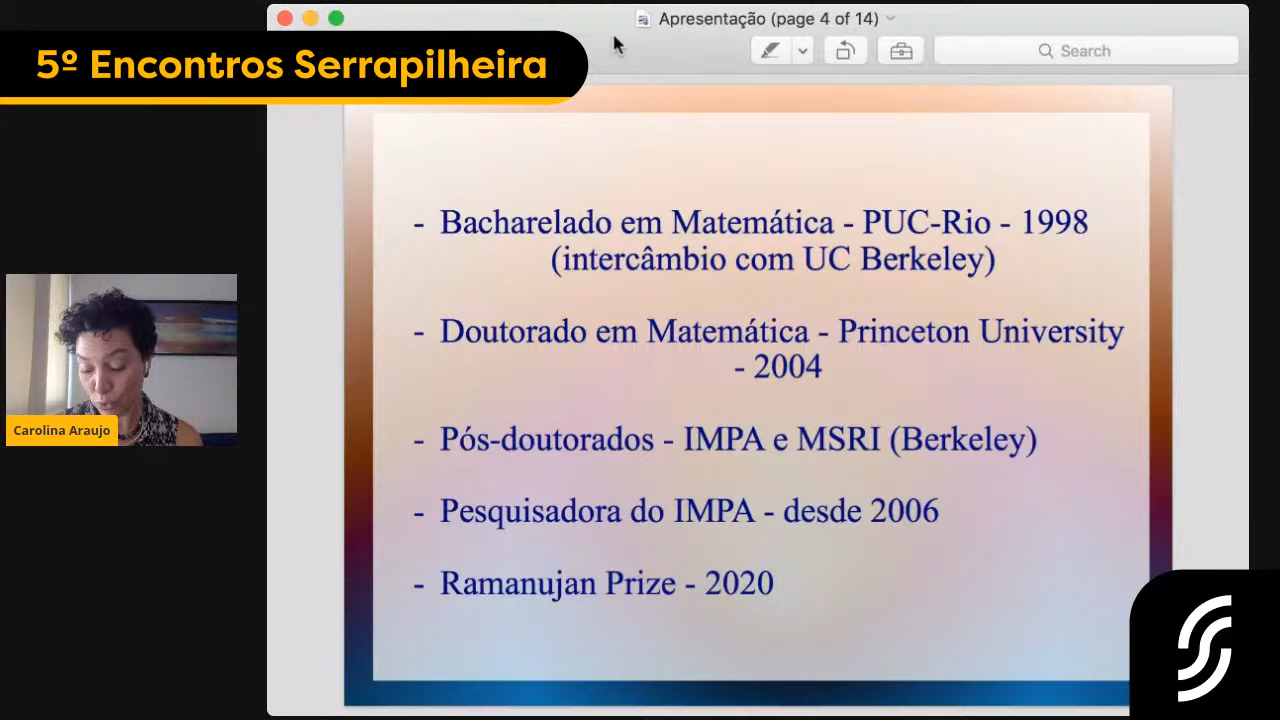 Apresentação (page 4 of 14)
5º Encontros Serrapilheira
Search
- Bacharelado em Matemática - PUC-Rio - 1998
(intercâmbio com UC Berkeley)
- Doutorado em Matemática - Princeton University
- 2004
- Pós-doutorados - IMPA e MSRI (Berkeley)
- Pesquisadora do IMPA - desde 2006
- Ramanujan Prize - 2020
Carolina Araujo